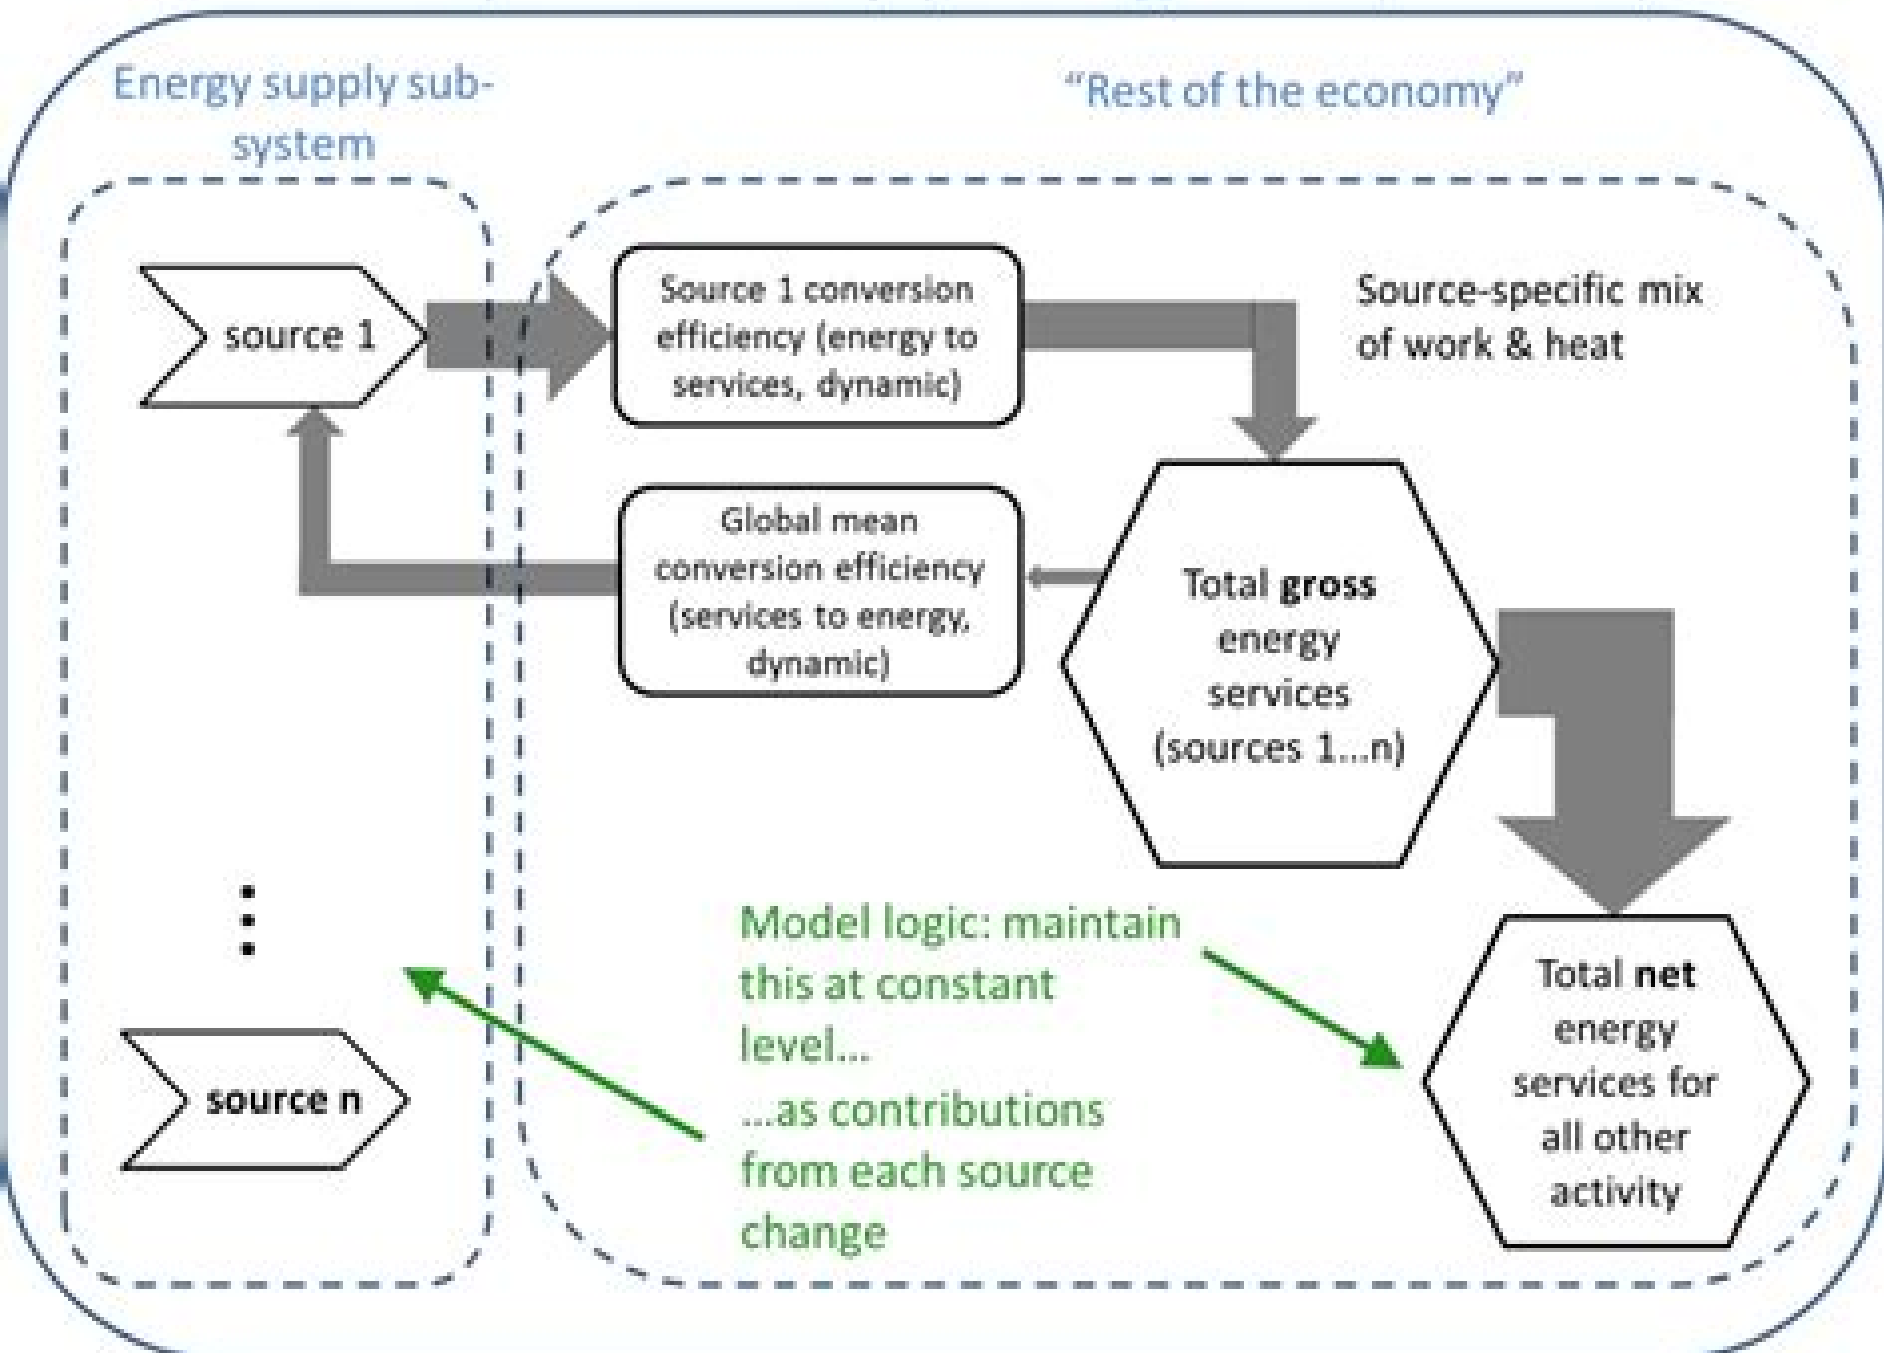 Energy supply sub-
system
“Rest of the economy”
source 1
Source 1 conversion
efficiency (energy to
services, dynamic)
Source-specific mix
of work & heat
Global mean
conversion efficiency
(services to energy,
dynamic)
Total gross
energy
services
(sources 1...n)
Model logic: maintain
this at constant
level...
...as contributions
from each source
change
source n
Total net
energy
services for
all other
activity